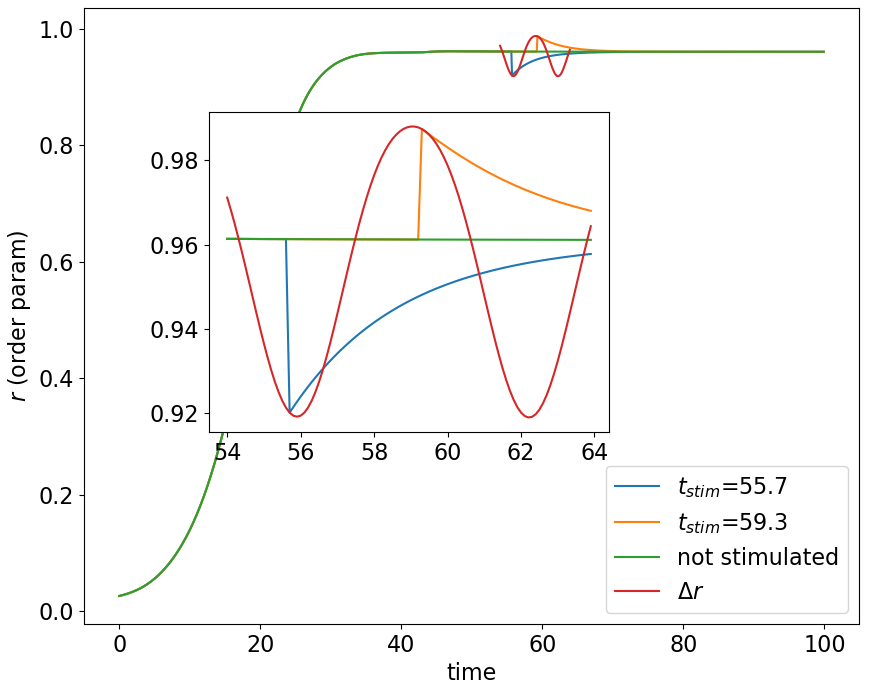 1.0
0.8
0.6
0.4
0.2
0.0
r (order param)
0.98
0.96
0.94
0.92
54 56 58 60 62 64
t_stim=55.7
t_stim=59.3
not stimulated
Δr
0 20 40 60 80 100
time